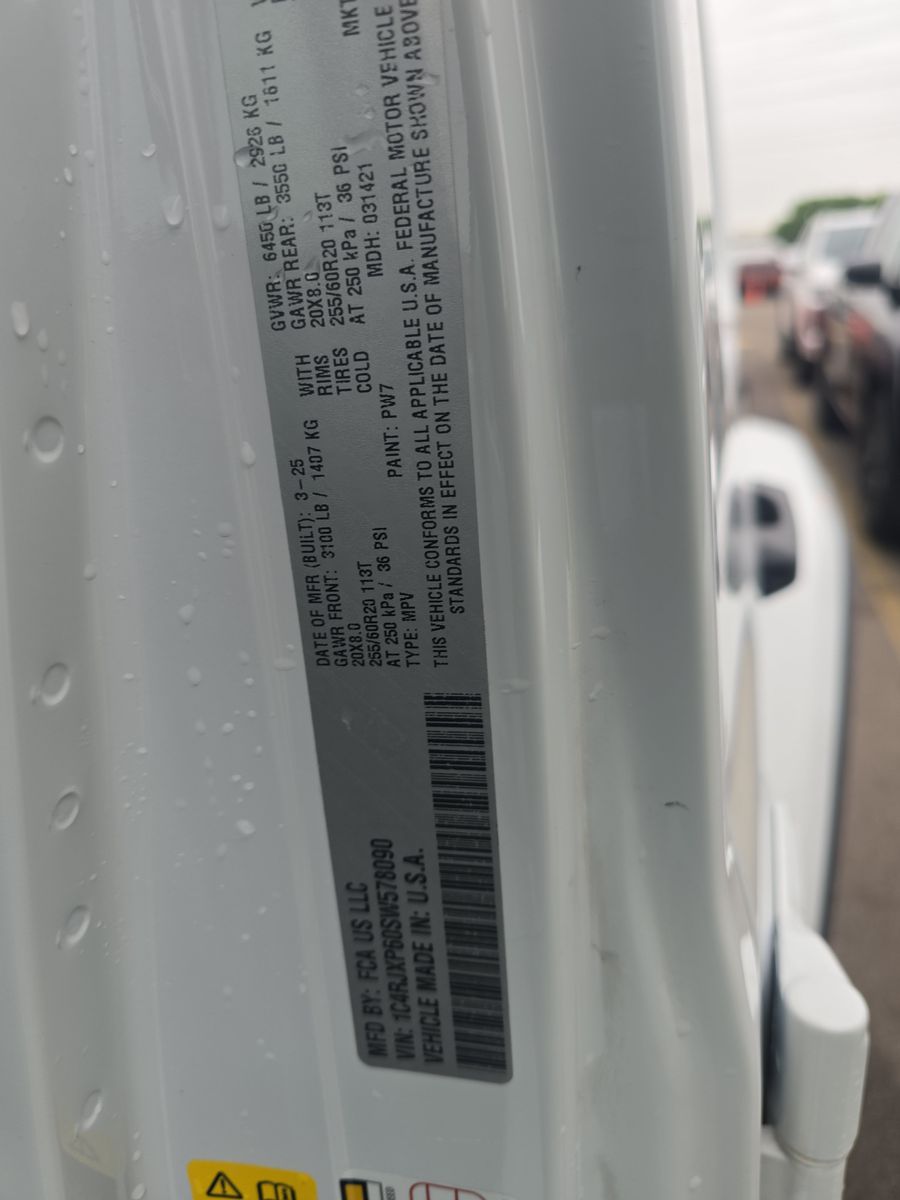 MFD BY: FCA US LLC
VIN: 1C4RJXP60SW578090
VEHICLE MADE IN: U.S.A.
DATE OF MFR (BUILT): 3-25
GVWR: 6450 LB / 2926 KG
GAWR FRONT: 3100 LB / 1407 KG
WITH
GAWR REAR: 3550 LB / 1611 KG
20X8.0
RIMS
20X8.0
255/60R20 113T
TIRES
255/60R20 113T
AT 250 kPa / 36 PSI
COLD
AT 250 kPa / 36 PSI
TYPE: MPV
PAINT: PW7
MDH: 031421
MKT
THIS VEHICLE CONFORMS TO ALL APPLICABLE U.S.A. FEDERAL MOTOR VEHICLE
STANDARDS IN EFFECT ON THE DATE OF MANUFACTURE SHOWN ABOVE